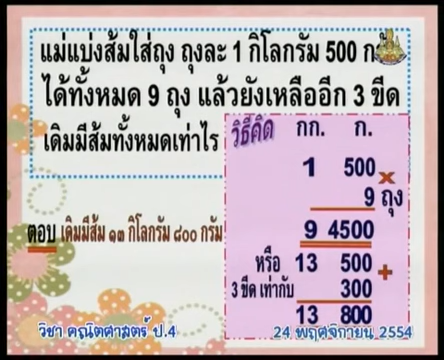 แม่แบ่งส้มใส่ถุง ถุงละ 1 กิโลกรัม 500
ได้ทั้งหมด 9 ถุง แล้วยังเหลืออีก 3 ขีด
เดิมมีส้มทั้งหมดเท่าไร
วิธีคิด กก. ก.
1 500 ×
9 ถุง
9 4500
หรือ 13 500 +
3 ขีด เท่ากับ 300
13 800
ตอบ เดิมมีส้ม ๑๓ กิโลกรัม ๘๐๐ กรัม
วิชา คณิตศาสตร์ ป.4
24 พฤศจิกายน 2554